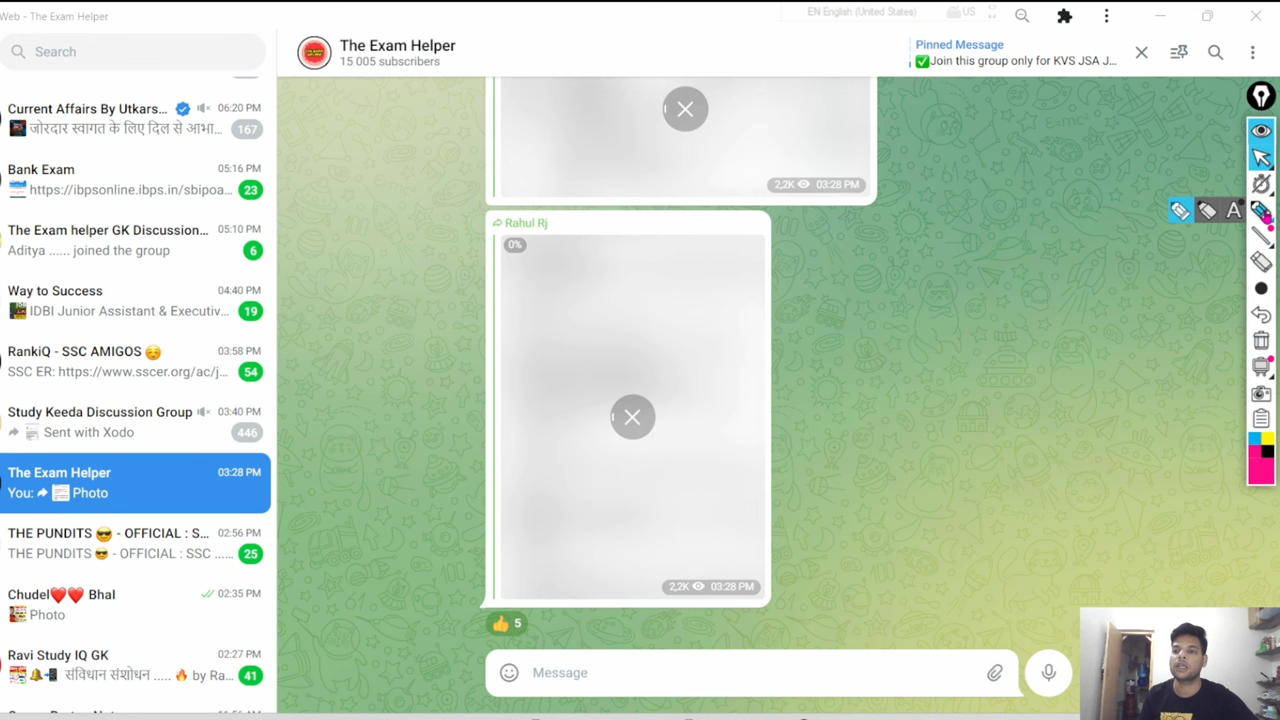 Web - The Exam Helper
EN English (United States)
US
Search
The Exam Helper
15 005 subscribers
Pinned Message
✅Join this group only for KVS JSA J...
Current Affairs By Utkars...
06:20 PM
जोरदार स्वागत के लिए दिल से आभा...
167
Bank Exam
05:16 PM
https://ibpsonline.ibps.in/sbipoa...
23
The Exam helper GK Discussion...
05:10 PM
Aditya ...... joined the group
6
Way to Success
04:40 PM
IDBI Junior Assistant & Executiv...
19
RankiQ - SSC AMIGOS ☺️
03:58 PM
SSC ER: https://www.sscer.org/ac/j...
54
Study Keeda Discussion Group
03:40 PM
Sent with Xodo
446
The Exam Helper
03:28 PM
You: Photo
THE PUNDITS 😎 - OFFICIAL : S...
02:56 PM
THE PUNDITS 😎 - OFFICIAL : SSC ......
25
Chudel❤️❤️ Bhal
02:35 PM
Photo
Ravi Study IQ GK
02:27 PM
🔔📲 संविधान संशोधन ..... 🔥 by Ra...
41
2,2K 03:28 PM
Rahul Rj
0%
2,2K 03:28 PM
👍 5
Message
A